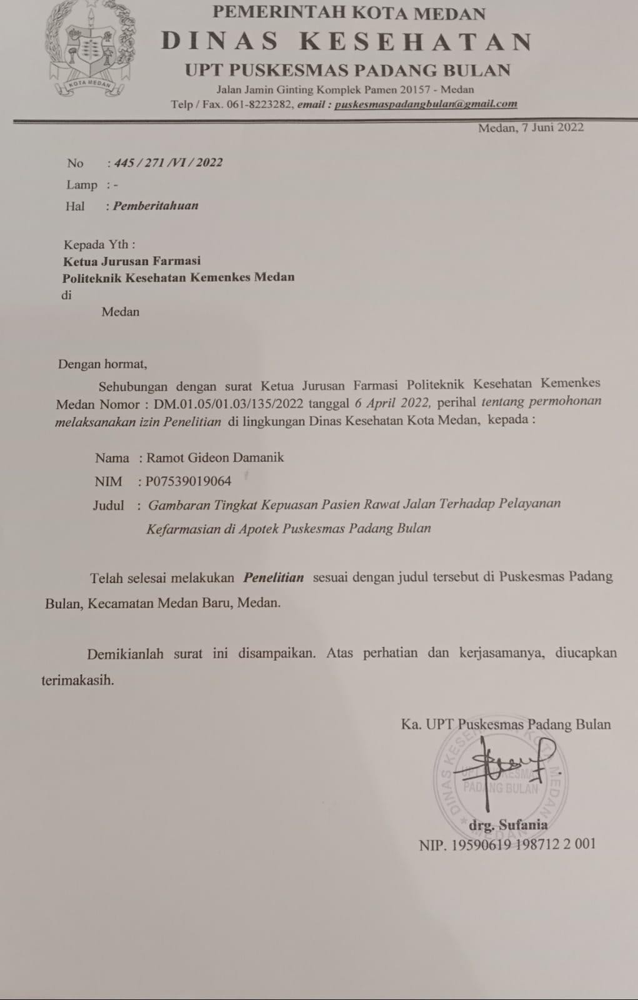 KOTA MEDAN
PEMERINTAH KOTA MEDAN
DINAS KESEHATAN
UPT PUSKESMAS PADANG BULAN
Jalan Jamin Ginting Komplek Pamen 20157 - Medan
Telp / Fax. 061-8223282, email : puskesmaspadangbulan@gmail.com
Medan, 7 Juni 2022
No : 445 / 271 /VI / 2022
Lamp : -
Hal : Pemberitahuan
Kepada Yth :
Ketua Jurusan Farmasi
Politeknik Kesehatan Kemenkes Medan
di
Medan
Dengan hormat,
Sehubungan dengan surat Ketua Jurusan Farmasi Politeknik Kesehatan Kemenkes
Medan Nomor : DM.01.05/01.03/135/2022 tanggal 6 April 2022, perihal tentang permohonan
melaksanakan izin Penelitian di lingkungan Dinas Kesehatan Kota Medan, kepada :
Nama : Ramot Gideon Damanik
NIM : P07539019064
Judul : Gambaran Tingkat Kepuasan Pasien Rawat Jalan Terhadap Pelayanan
Kefarmasian di Apotek Puskesmas Padang Bulan
Telah selesai melakukan Penelitian sesuai dengan judul tersebut di Puskesmas Padang
Bulan, Kecamatan Medan Baru, Medan.
Demikianlah surat ini disampaikan. Atas perhatian dan kerjasamanya, diucapkan
terimakasih.
Ka. UPT Puskesmas Padang Bulan
DINAS KESEHATAN KOTA MEDAN
UPT PUSKESMAS
PADANG BULAN
MEDAN
drg. Sufania
NIP. 19590619 198712 2 001